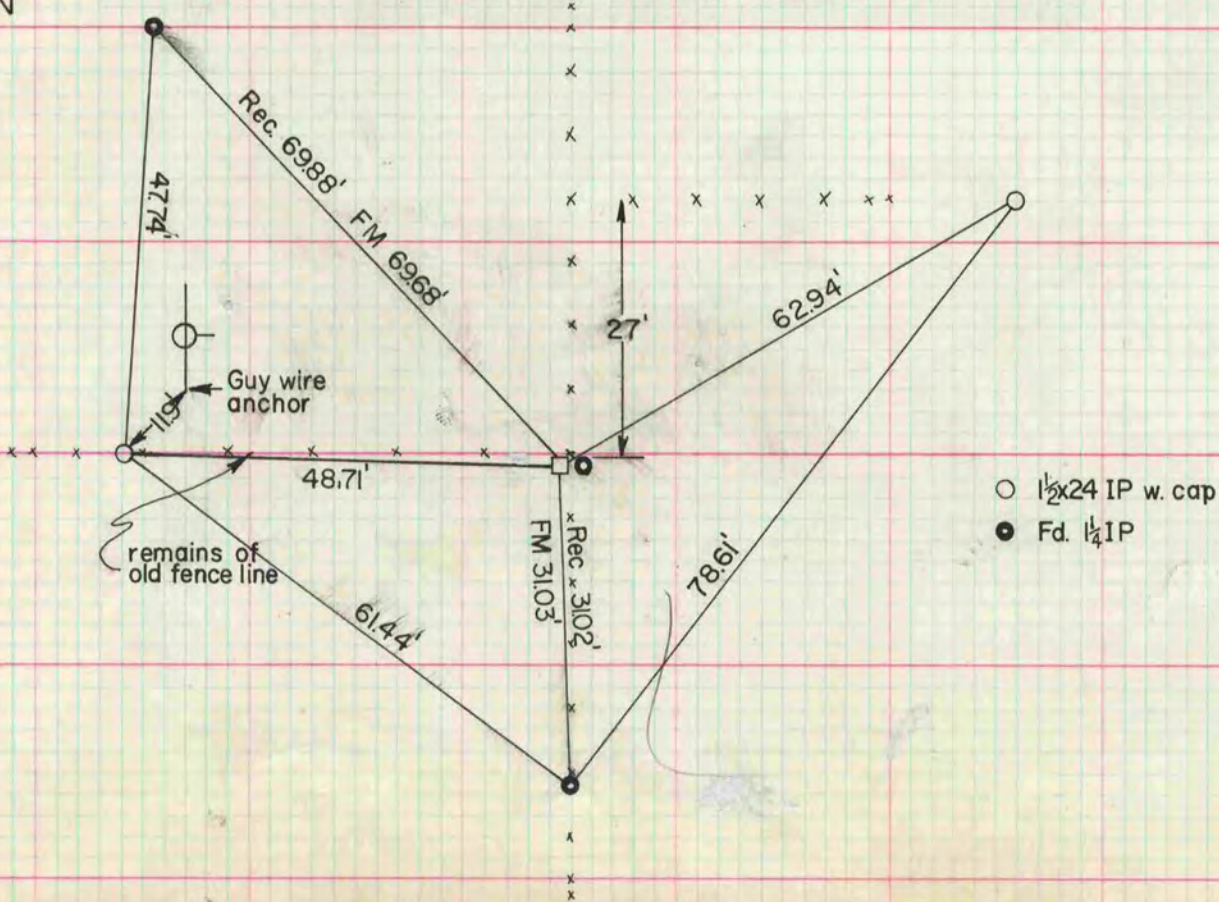 N
Rec. 69.88' FM 69.68'
47.74'
27'
62.94'
Guy wire
anchor
48.71'
1½x24 IP w. cap
Fd. 1¼ IP
remains of
old fence line
FM 31.03'
Rec 31.02'
78.61'
61.44'